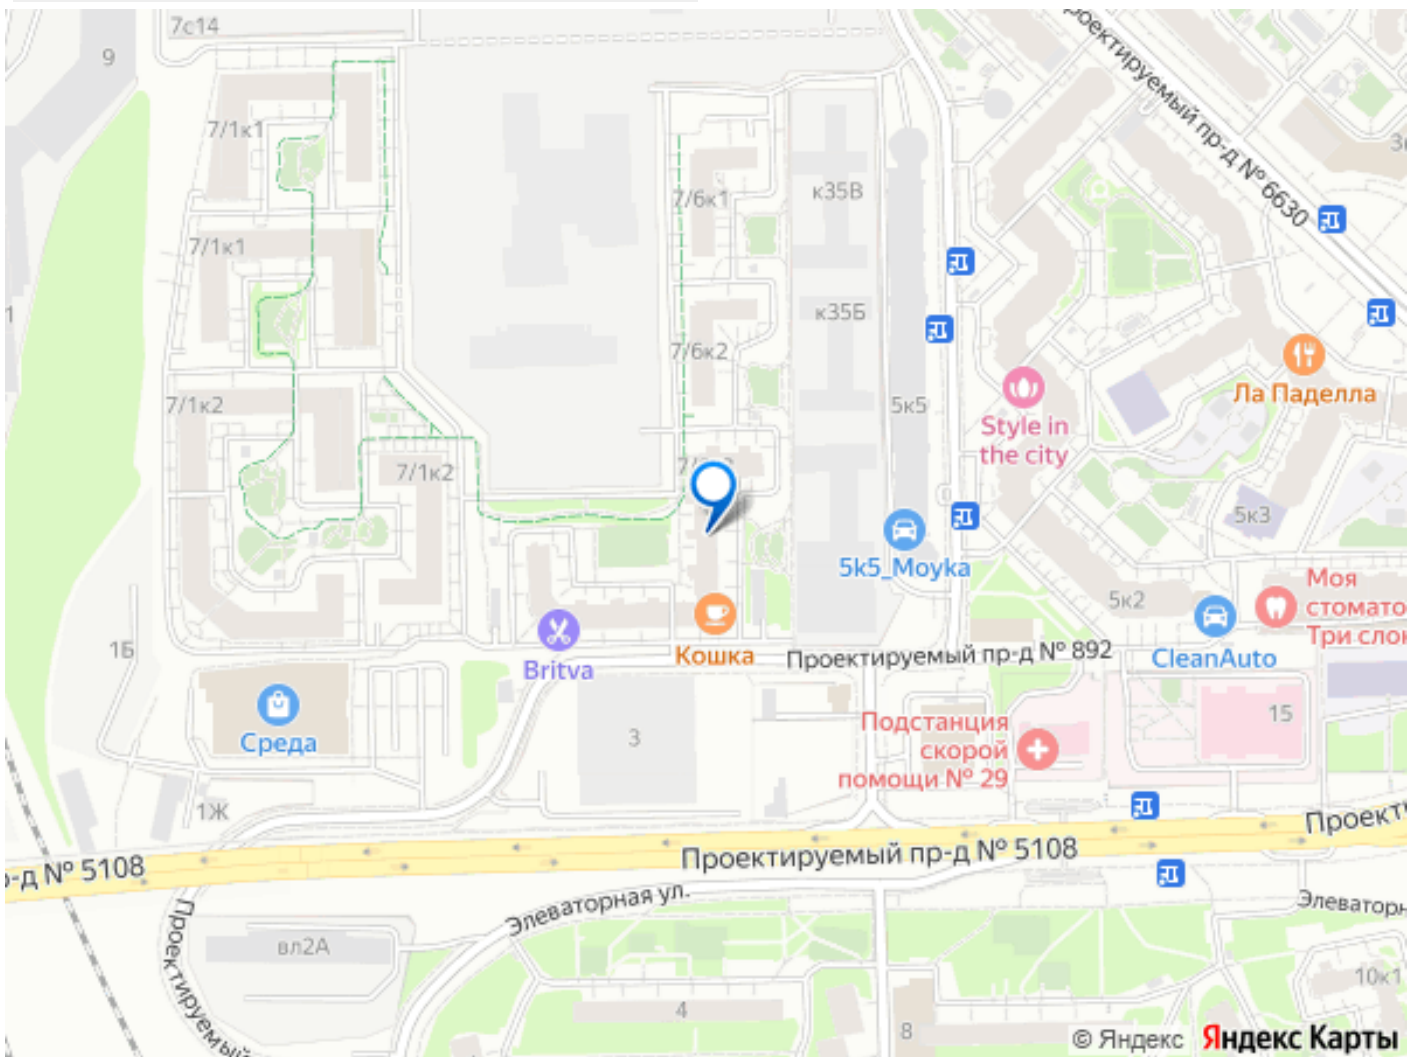 7с14
9
Проектируемый пр-д № 6630
7/1к1
7/6к1
к35В
7/1к1
к35Б
7/6к2
Ла Паделла
7/1к2
5к5
Style in
the city
7/1к2
5к3
5k5_Moyka
5к2
Моя
стомато
Три слон
1Б
Britva
Кошка
Проектируемый пр-д № 892
CleanAuto
Среда
3
Подстанция
скорой
помощи № 29
15
1Ж
Проект
р-д № 5108
Проектируемый пр-д № 5108
Элеваторная ул.
Элеваторн
Проектируемый
вл2А
4
8
10к1
© Яндекс Яндекс Карты